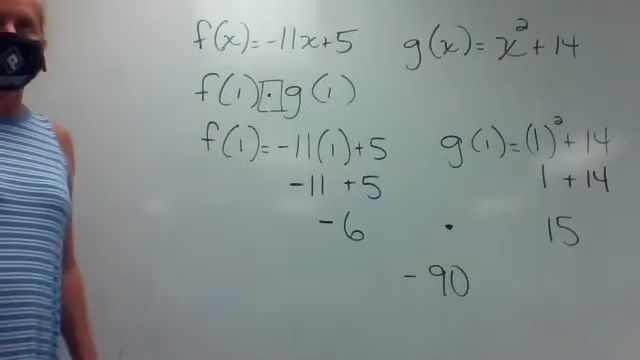 f(x)=-11x+5 g(x)=x²+14
f(1)·g(1)
f(1)=-11(1)+5 g(1)=(1)²+14
-11+5 1+14
-6 · 15
-90